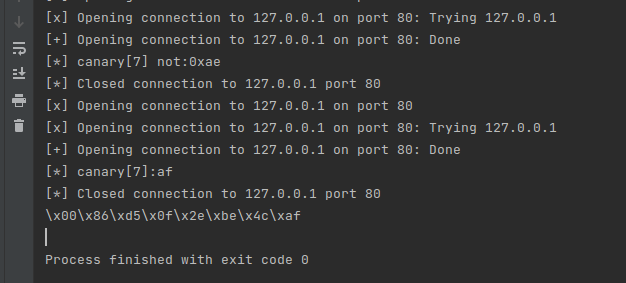 [x] Opening connection to 127.0.0.1 on port 80: Trying 127.0.0.1
[+] Opening connection to 127.0.0.1 on port 80: Done
[*] canary[7] not:0xae
[*] Closed connection to 127.0.0.1 port 80
[x] Opening connection to 127.0.0.1 on port 80
[x] Opening connection to 127.0.0.1 on port 80: Trying 127.0.0.1
[+] Opening connection to 127.0.0.1 on port 80: Done
[*] canary[7]:af
[*] Closed connection to 127.0.0.1 port 80
\x00\x86\xd5\x0f\x2e\xbe\x4c\xaf
Process finished with exit code 0